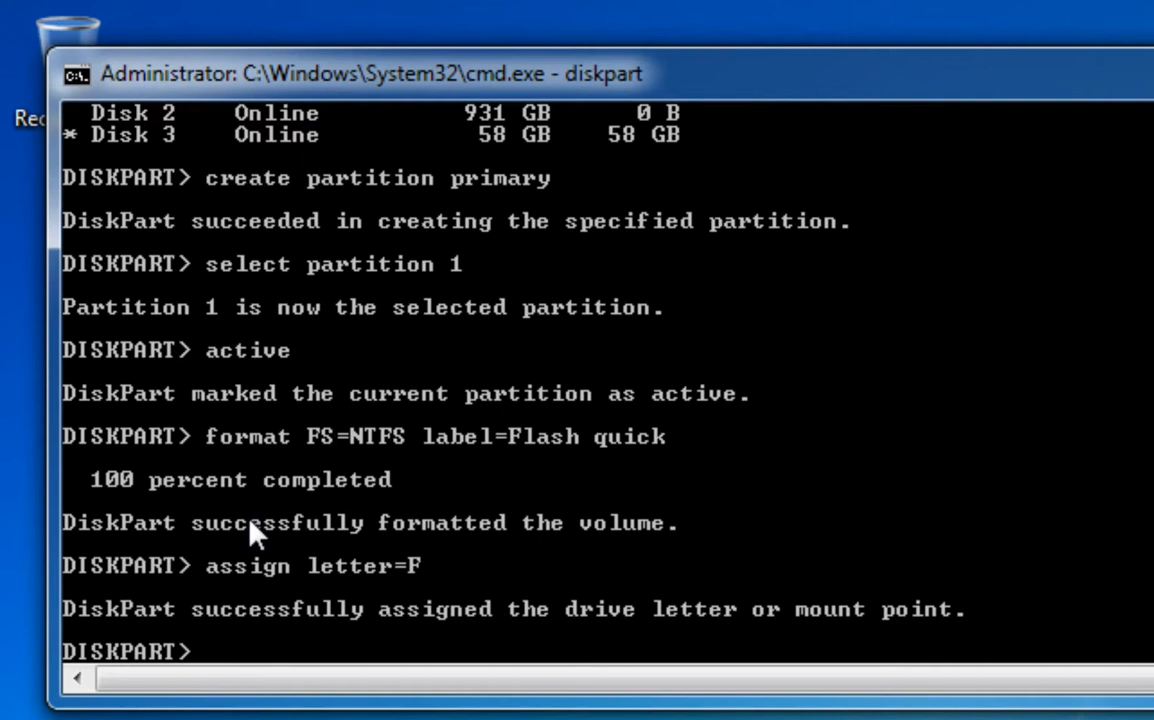 Administrator: C:\Windows\System32\cmd.exe - diskpart
Disk 2 Online 931 GB 0 B
Rec
* Disk 3 Online 58 GB 58 GB
DISKPART> create partition primary
DiskPart succeeded in creating the specified partition.
DISKPART> select partition 1
Partition 1 is now the selected partition.
DISKPART> active
DiskPart marked the current partition as active.
DISKPART> format FS=NTFS label=Flash quick
100 percent completed
DiskPart successfully formatted the volume.
DISKPART> assign letter=F
DiskPart successfully assigned the drive letter or mount point.
DISKPART>